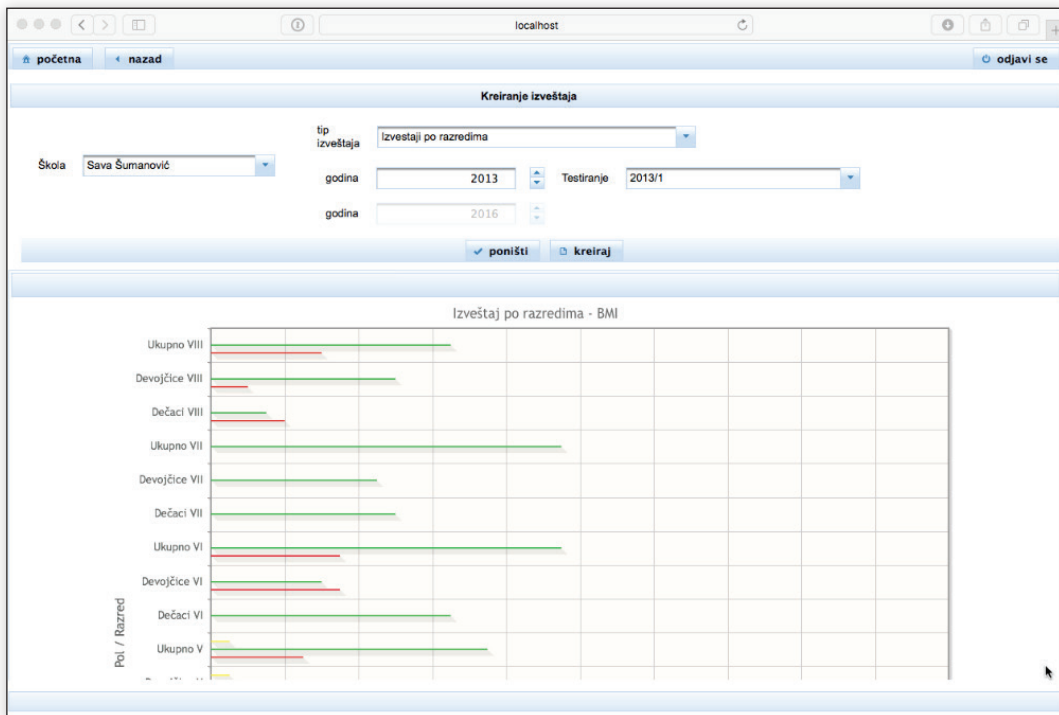 localhost
početna
nazad
odjavi se
Kreiranje izveštaja
tip
izveštaja
Izvestaji po razredima
Škola
Sava Šumanović
godina
2013
Testiranje
2013/1
godina
2016
poništi
kreiraj
Izveštaj po razredima - BMI
Ukupno VIII
Devojčice VIII
Dečaci VIII
Ukupno VII
Devojčice VII
Dečaci VII
Ukupno VI
Devojčice VI
Dečaci VI
Ukupno V
Pol / Razred